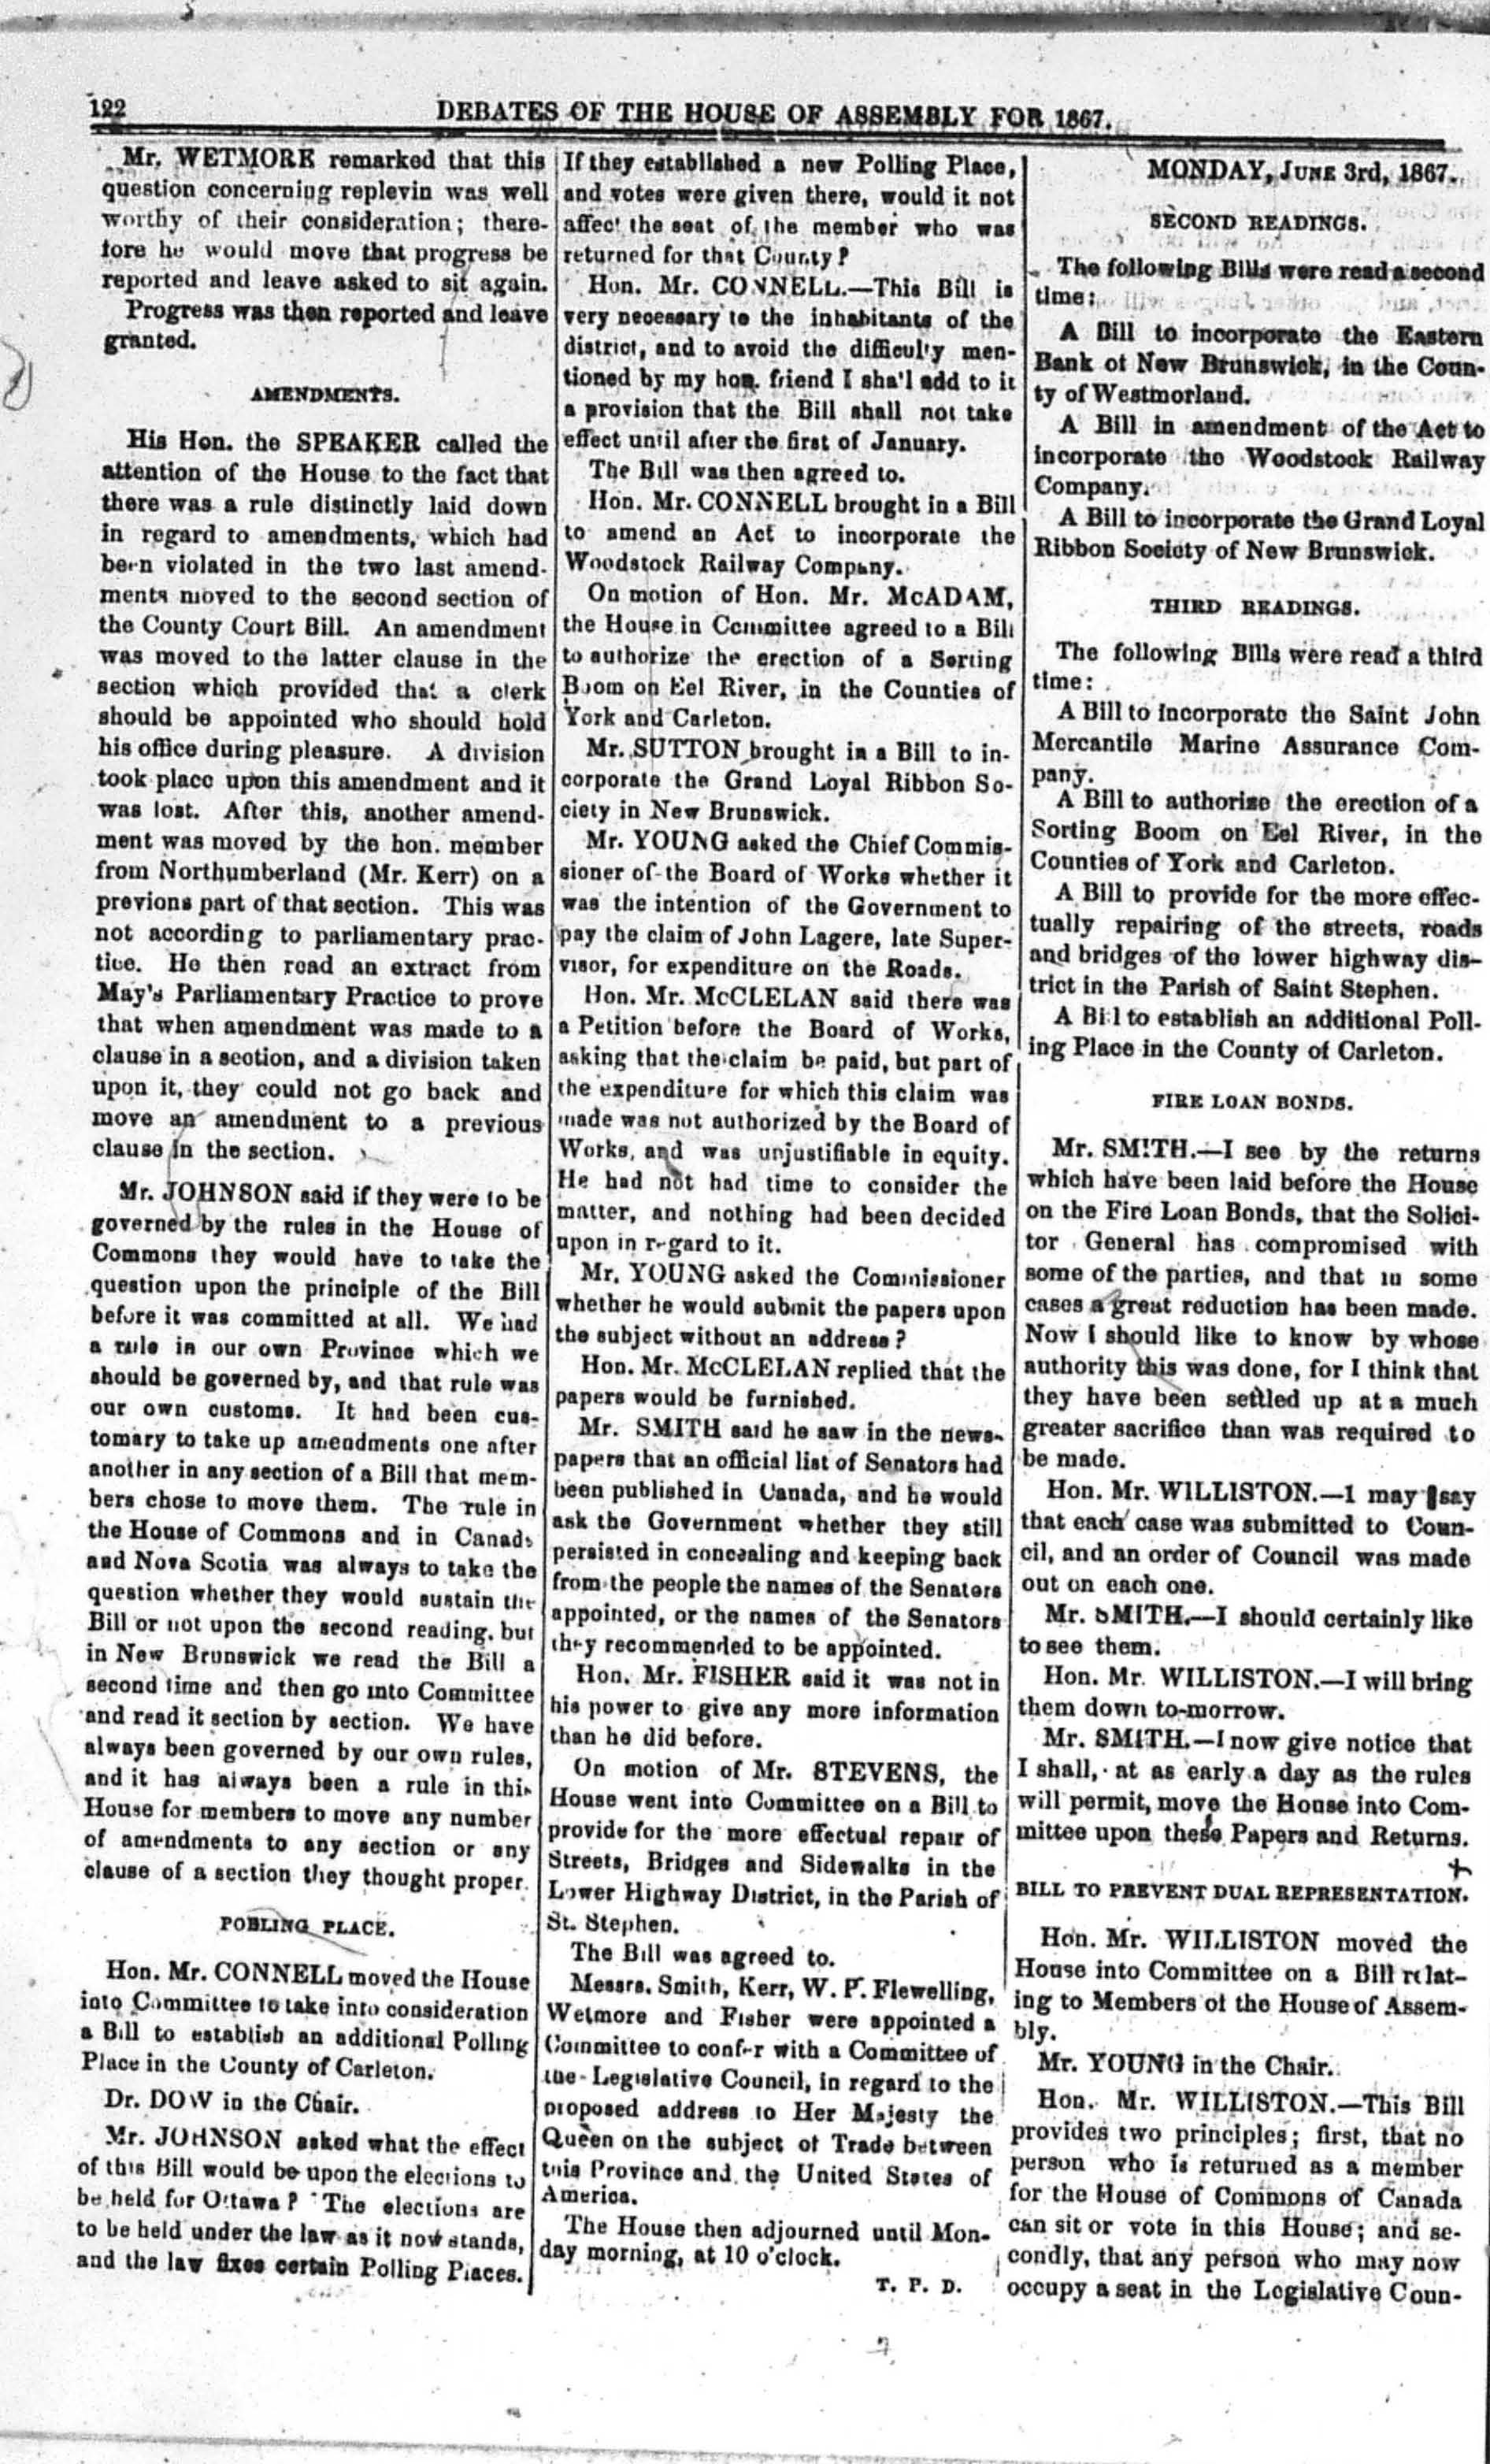 122
DEBATES OF THE HOUSE OF ASSEMBLY FOR 1867.
Mr. WETMORE remarked that this
question concerning replevin was well
worthy of their consideration; there-
fore he would move that progress be
reported and leave asked to sit again.
Progress was then reported and leave
granted.
AMENDMENTS.
His Hon. the SPEAKER called the
attention of the House to the fact that
there was a rule distinctly laid down
in regard to amendments, which had
been violated in the two last amend-
ments moved to the second section of
the County Court Bill. An amendment
was moved to the latter clause in the
section which provided that a clerk
should be appointed who should hold
his office during pleasure. A division
took place upon this amendment and it
was lost. After this, another amend-
ment was moved by the hon. member
from Northumberland (Mr. Kerr) on a
previons part of that section. This was
not according to parliamentary prac-
tice. He then read an extract from
May's Parliamentary Practice to prove
that when amendment was made to a
clause in a section, and a division taken
upon it, they could not go back and
move an amendment to a previous
clause in the section.
Mr. JOHNSON said if they were to be
governed by the rules in the House of
Commons they would have to take the
question upon the principle of the Bill
before it was committed at all. We had
a rule in our own Province which we
should be governed by, and that rule was
our own customs. It had been cus-
tomary to take up amendments one after
another in any section of a Bill that mem-
bers chose to move them. The rule in
the House of Commons and in Canada
and Nova Scotia was always to take the
question whether they would sustain the
Bill or not upon the second reading, but
in New Brunswick we read the Bill a
second time and then go into Committee
and read it section by section. We have
always been governed by our own rules,
and it has always been a rule in this
House for members to move any number
of amendments to any section or any
clause of a section they thought proper.
POLLING PLACE.
Hon. Mr. CONNELL moved the House
into Committee to take into consideration
a Bill to establish an additional Polling
Place in the County of Carleton.
Dr. DOW in the Chair.
Mr. JOHNSON asked what the effect
of this Bill would be upon the elections to
be held for Ottawa? The elections are
to be held under the law as it now stands,
and the law fixes certain Polling Places.
If they established a new Polling Place,
and votes were given there, would it not
affect the seat of the member who was
returned for that County?
Hon. Mr. CONNELL.—This Bill is
very necessary to the inhabitants of the
district, and to avoid the difficulty men-
tioned by my hon. friend I shall add to it
a provision that the Bill shall not take
effect until after the first of January.
The Bill was then agreed to.
Hon. Mr. CONNELL brought in a Bill
to amend an Act to incorporate the
Woodstock Railway Company.
On motion of Hon. Mr. McADAM,
the House in Committee agreed to a Bill
to authorize the erection of a Sorting
Boom on Eel River, in the Counties of
York and Carleton.
Mr. SUTTON brought in a Bill to in-
corporate the Grand Loyal Ribbon So-
ciety in New Brunswick.
Mr. YOUNG asked the Chief Commis-
sioner of the Board of Works whether it
was the intention of the Government to
pay the claim of John Lagere, late Super-
visor, for expenditure on the Roads.
Hon. Mr. McCLELAN said there was
a Petition before the Board of Works,
asking that the claim be paid, but part of
the expenditure for which this claim was
made was not authorized by the Board of
Works, and was unjustifiable in equity.
He had not had time to consider the
matter, and nothing had been decided
upon in regard to it.
Mr. YOUNG asked the Commissioner
whether he would submit the papers upon
the subject without an address?
Hon. Mr. McCLELAN replied that the
papers would be furnished.
Mr. SMITH said he saw in the news-
papers that an official list of Senators had
been published in Canada, and he would
ask the Government whether they still
persisted in concealing and keeping back
from the people the names of the Senators
appointed, or the names of the Senators
they recommended to be appointed.
Hon. Mr. FISHER said it was not in
his power to give any more information
than he did before.
On motion of Mr. STEVENS, the
House went into Committee on a Bill to
provide for the more effectual repair of
Streets, Bridges and Sidewalks in the
Lower Highway District, in the Parish of
St. Stephen.
The Bill was agreed to.
Messrs. Smith, Kerr, W. P. Flewelling,
Wetmore and Fisher were appointed a
Committee to confer with a Committee of
the Legislative Council, in regard to the
proposed address to Her Majesty the
Queen on the subject of Trade between
this Province and the United States of
America.
The House then adjourned until Mon-
day morning, at 10 o'clock.
T. P. D.
MONDAY, JUNE 3rd, 1867.
SECOND READINGS.
The following Bills were read a second
time:
A Bill to incorporate the Eastern
Bank of New Brunswick, in the Coun-
ty of Westmorland.
A Bill in amendment of the Act to
incorporate the Woodstock Railway
Company.
A Bill to incorporate the Grand Loyal
Ribbon Society of New Brunswick.
THIRD READINGS.
The following Bills were read a third
time:
A Bill to incorporate the Saint John
Mercantile Marine Assurance Com-
pany.
A Bill to authorise the erection of a
Sorting Boom on Eel River, in the
Counties of York and Carleton.
A Bill to provide for the more effec-
tually repairing of the streets, roads
and bridges of the lower highway dis-
trict in the Parish of Saint Stephen.
A Bill to establish an additional Poll-
ing Place in the County of Carleton.
FIRE LOAN BONDS.
Mr. SMITH.—I see by the returns
which have been laid before the House
on the Fire Loan Bonds, that the Solici-
tor General has compromised with
some of the parties, and that in some
cases a great reduction has been made.
Now I should like to know by whose
authority this was done, for I think that
they have been settled up at a much
greater sacrifice than was required to
be made.
Hon. Mr. WILLISTON.—I may say
that each case was submitted to Coun-
cil, and an order of Council was made
out on each one.
Mr. SMITH.—I should certainly like
to see them.
Hon. Mr. WILLISTON.—I will bring
them down to-morrow.
Mr. SMITH.—I now give notice that
I shall, at as early a day as the rules
will permit, move the House into Com-
mittee upon these Papers and Returns.
BILL TO PREVENT DUAL REPRESENTATION.
Hon. Mr. WILLISTON moved the
House into Committee on a Bill relat-
ing to Members of the House of Assem-
bly.
Mr. YOUNG in the Chair.
Hon. Mr. WILLISTON.—This Bill
provides two principles; first, that no
person who is returned as a member
for the House of Commons of Canada
can sit or vote in this House; and se-
condly, that any person who may now
occupy a seat in the Legislative Coun-